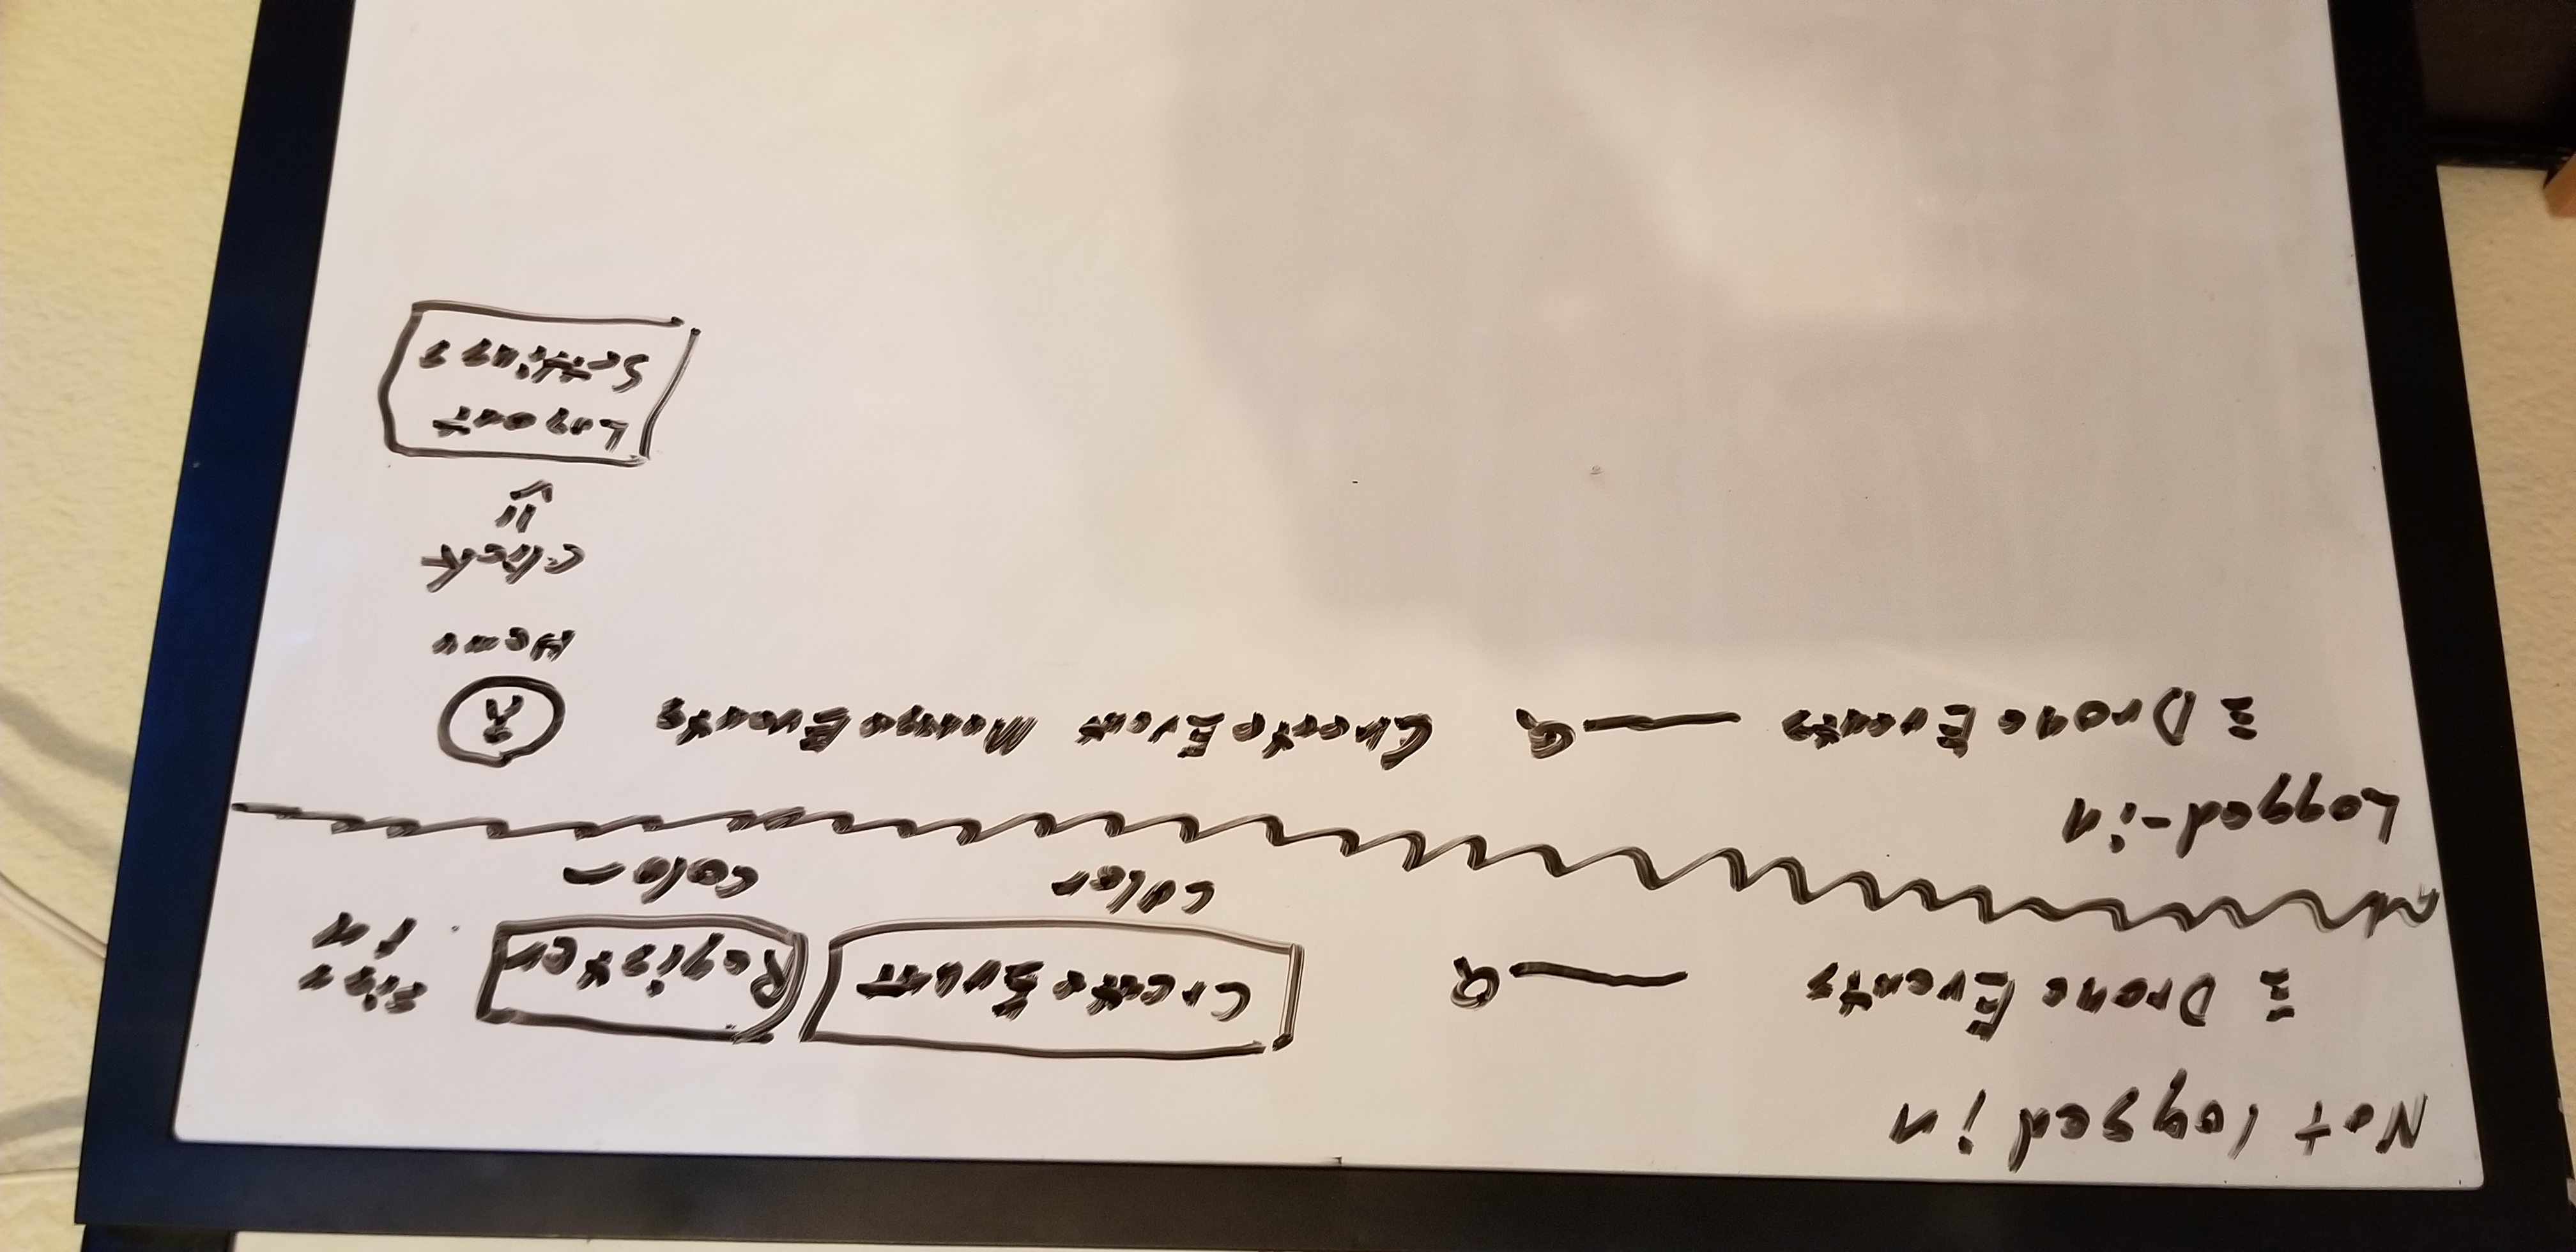 Not logged in
Drone Events Create Event Register Sign
in
color color
Logged-in
Drone Events Create Event Manage Events
Home
click
Logout
Settings